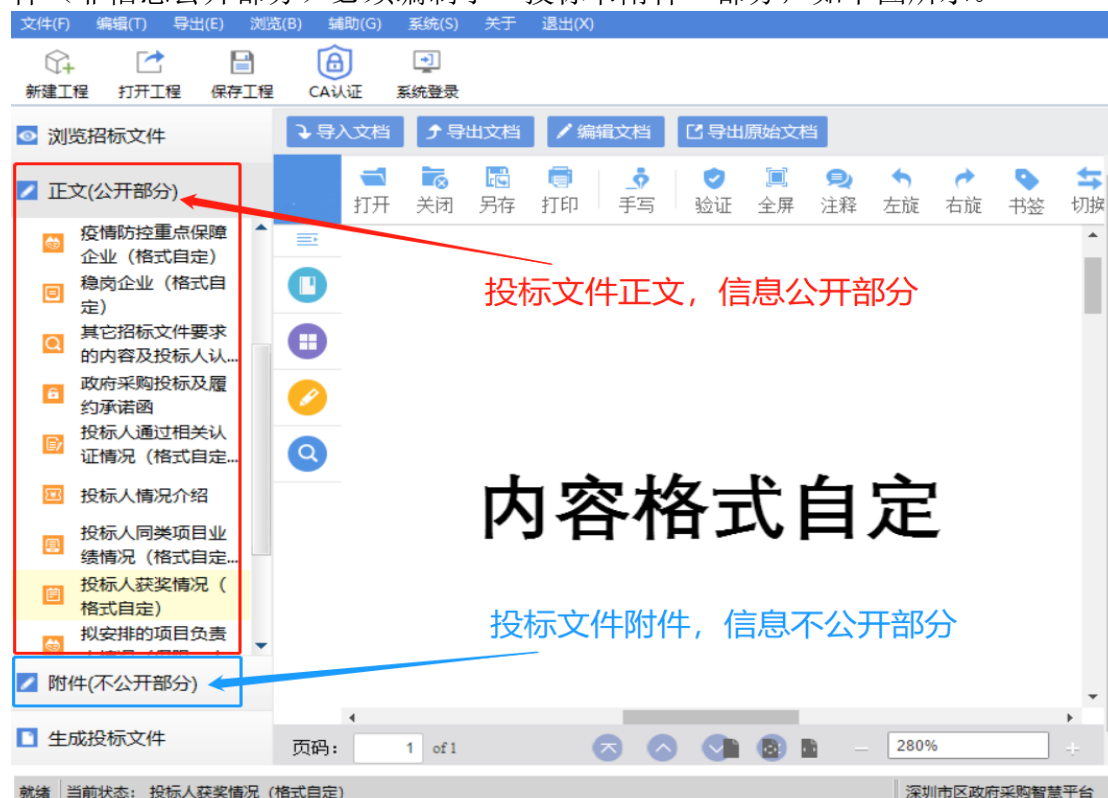 文件(F) 编辑(T) 导出(E) 浏览(B) 辅助(G) 系统(S) 关于 退出(X)
新建工程 打开工程 保存工程 CA认证 系统登录
浏览招标文件
导入文档 导出文档 编辑文档 导出原始文档
正文(公开部分)
打开 关闭 另存 打印 手写 验证 全屏 注释 左旋 右旋 书签 切换
疫情防控重点保障
企业（格式自定）
稳岗企业（格式自
定）
其它招标文件要求
的内容及投标人认...
政府采购投标及履
约承诺函
投标人通过相关认
证情况（格式自定...
投标人情况介绍
投标人同类项目业
绩情况（格式自定...
投标人获奖情况（
格式自定）
拟安排的项目负责
投标文件正文，信息公开部分
内容格式自定
投标文件附件，信息不公开部分
附件(不公开部分)
生成投标文件
页码： 1 of 1 280%
就绪 当前状态：投标人获奖情况（格式自定） 深圳市区政府采购智慧平台